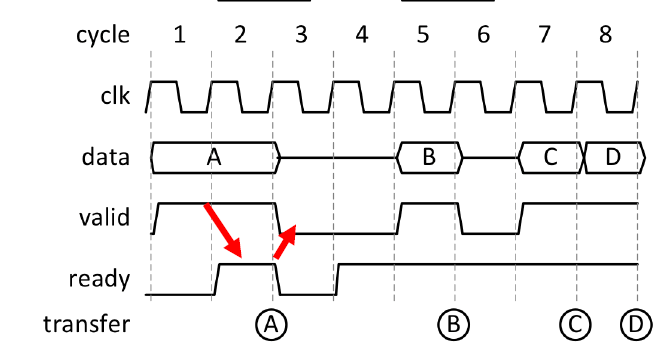 cycle 1 2 3 4 5 6 7 8
clk
data A B C D
valid
ready
transfer A B C D